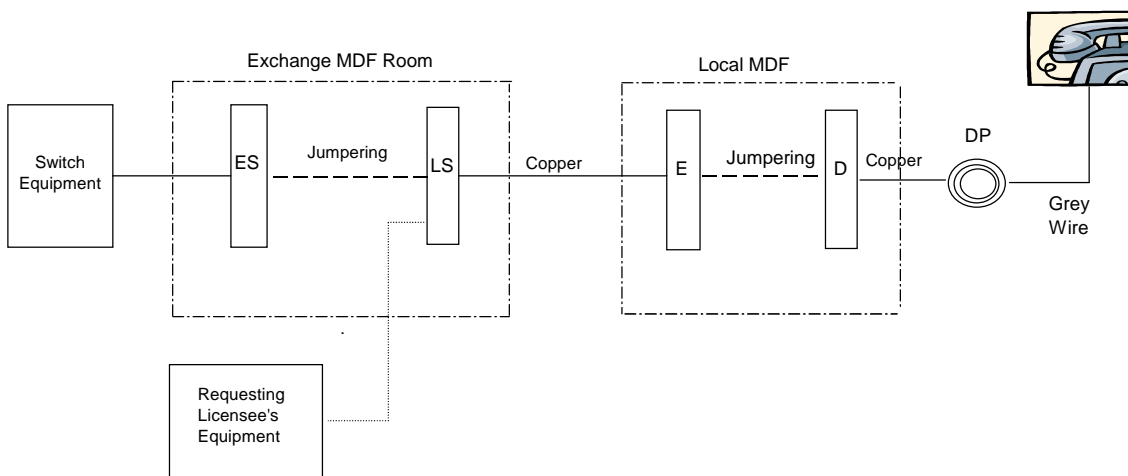 Exchange MDF Room
Local MDF
Switch
Equipment
ES
Jumpering
LS
Copper
E
Jumpering
D
Copper
DP
Grey
Wire
Requesting
Licensee's
Equipment